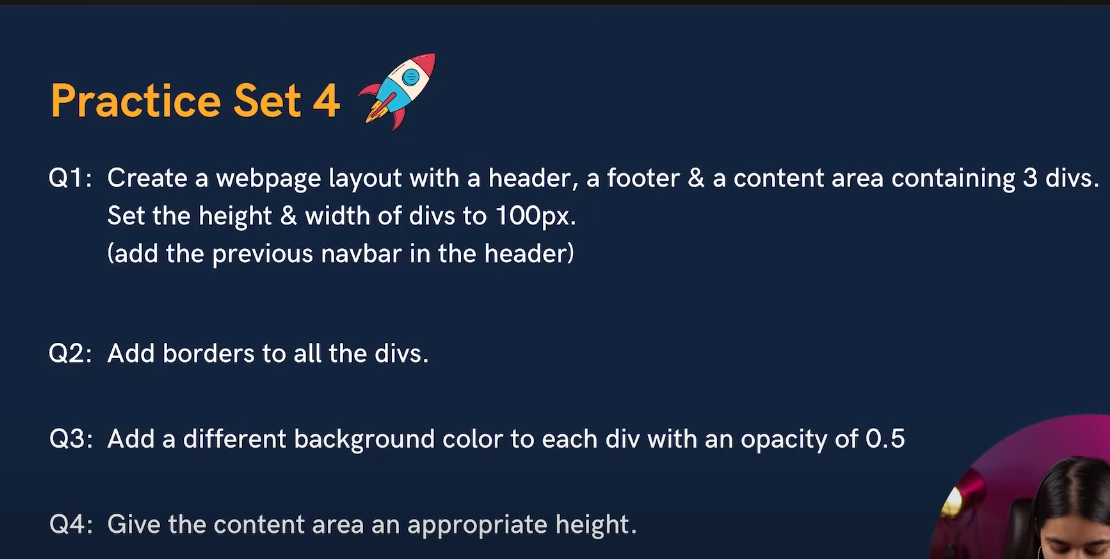 Practice Set 4
Q1: Create a webpage layout with a header, a footer & a content area containing 3 divs.
Set the height & width of divs to 100px.
(add the previous navbar in the header)
Q2: Add borders to all the divs.
Q3: Add a different background color to each div with an opacity of 0.5
Q4: Give the content area an appropriate height.